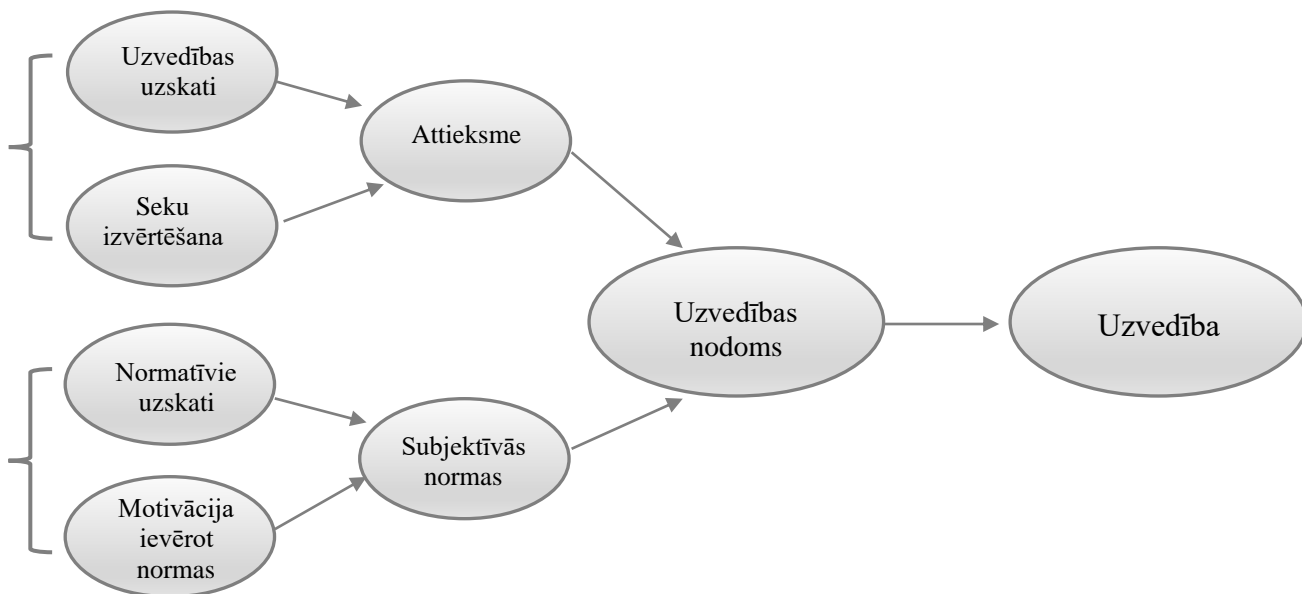 Uzvedības
uzskati
Attieksme
Seku
izvērtēšana
Uzvedības
nodoms
Uzvedība
Normatīvie
uzskati
Subjektīvās
normas
Motivācija
ievērot
normas